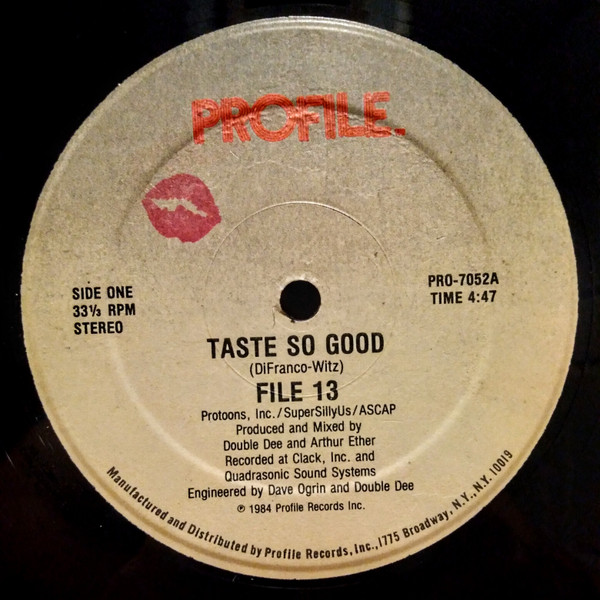 PROFILE.
SIDE ONE
33⅓ RPM
STEREO
PRO-7052A
TIME 4:47
TASTE SO GOOD
(DiFranco-Witz)
FILE 13
Protoons, Inc./SuperSillyUs/ASCAP
Produced and Mixed by
Double Dee and Arthur Ether
Recorded at Clack, Inc. and
Quadrasonic Sound Systems
Engineered by Dave Ogrin and Double Dee
℗ 1984 Profile Records Inc.
Manufactured and Distributed by Profile Records, Inc., 1775 Broadway, N.Y., N.Y. 10019